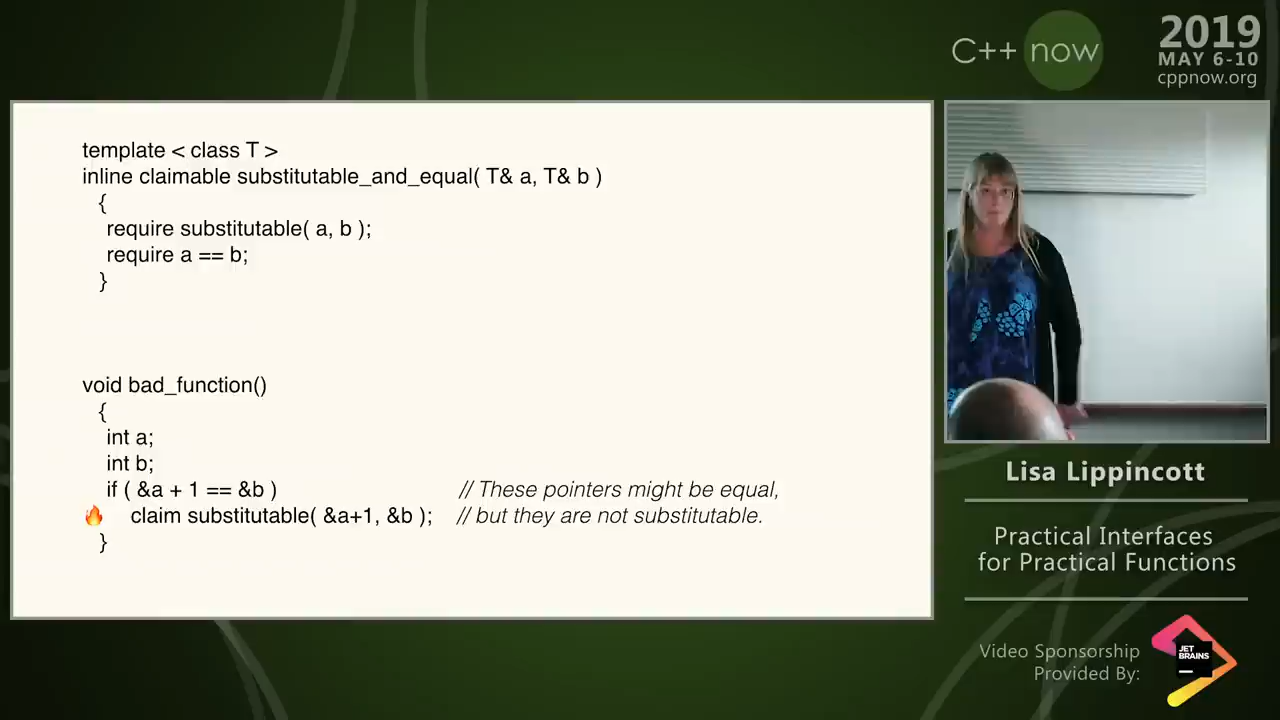 C++ now
2019
MAY 6-10
cppnow.org
template < class T >
inline claimable substitutable_and_equal( T& a, T& b )
{
require substitutable( a, b );
require a == b;
}
void bad_function()
{
int a;
int b;
if ( &a + 1 == &b ) // These pointers might be equal,
claim substitutable( &a+1, &b ); // but they are not substitutable.
}
Lisa Lippincott
Practical Interfaces
for Practical Functions
Video Sponsorship
Provided By:
JET
BRAINS